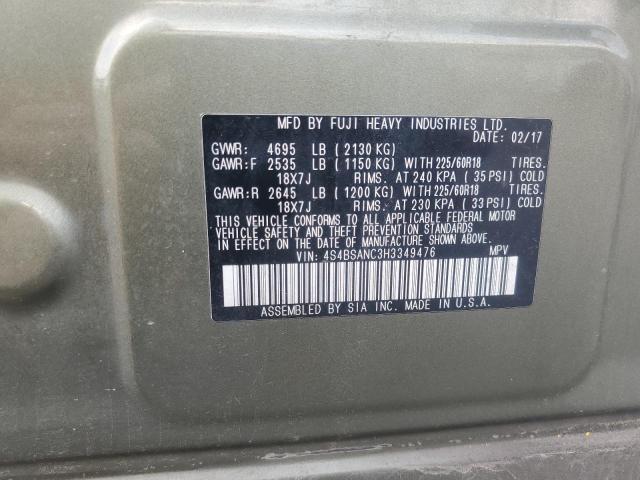 MFD BY FUJI HEAVY INDUSTRIES LTD.
DATE: 02/17
GVWR: 4695 LB ( 2130 KG)
GAWR:F 2535 LB ( 1150 KG) WITH 225/60R18 TIRES.
18X7J RIMS. AT 240 KPA ( 35 PSI) COLD
GAWR:R 2645 LB ( 1200 KG) WITH 225/60R18 TIRES.
18X7J RIMS. AT 230 KPA ( 33 PSI) COLD
THIS VEHICLE CONFORMS TO ALL APPLICABLE FEDERAL MOTOR
VEHICLE SAFETY AND THEFT PREVENTION STANDARDS
IN EFFECT ON THE DATE OF MANUFACTURE SHOWN ABOVE.
VIN: 4S4BSANC3H3349476 MPV
ASSEMBLED BY SIA INC. MADE IN U.S.A.